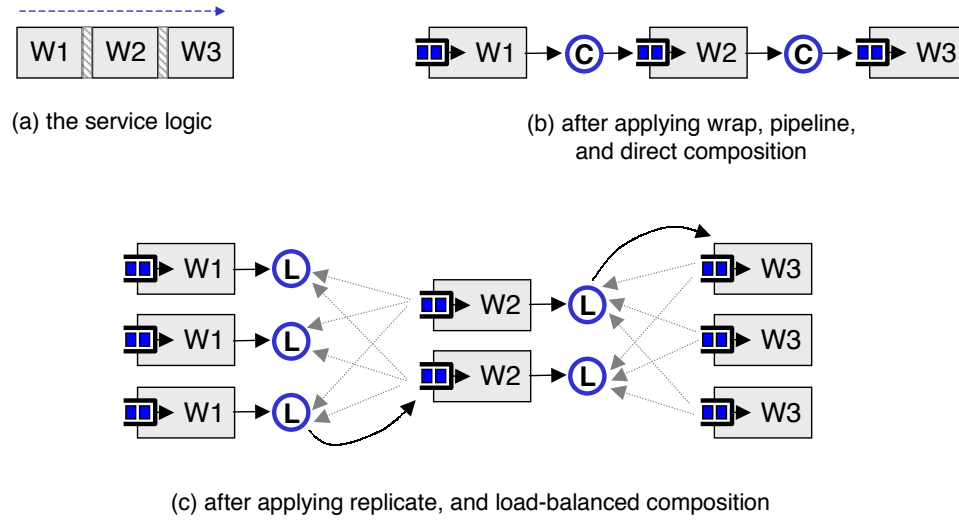 W1 W2 W3
(a) the service logic
W1 C W2 C W3
(b) after applying wrap, pipeline,
and direct composition
W1 L W3
W2 L
W1 L W3
W2 L
W1 L W3
(c) after applying replicate, and load-balanced composition